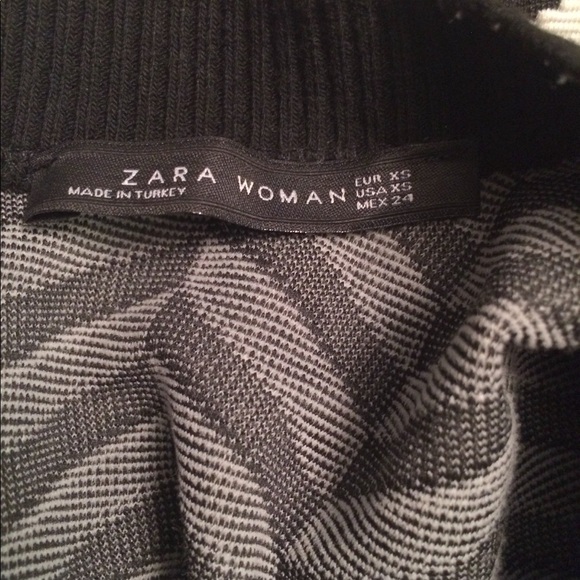 ZARA WOMAN
MADE IN TURKEY
EUR XS
USA XS
MEX 24